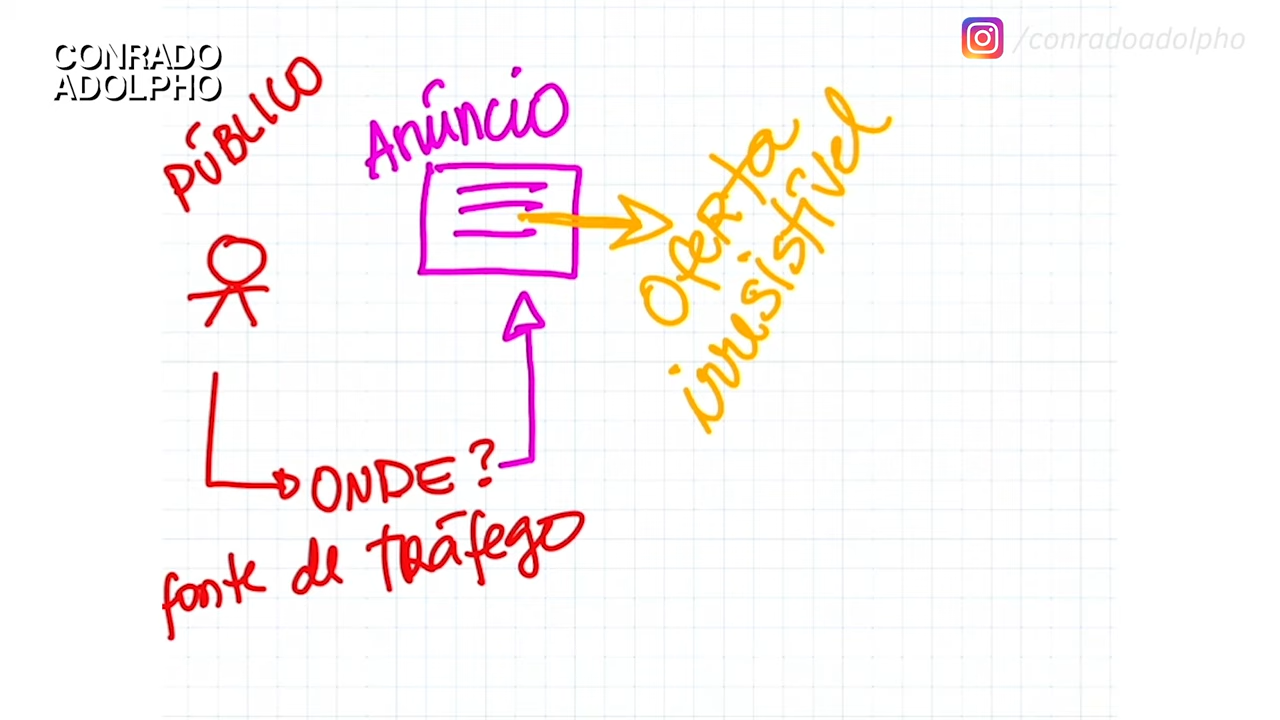 CONRADO
ADOLPHO
/conradoadolpho
PÚBLICO
Anúncio
Oferta
irresistível
ONDE?
fonte de tráfego